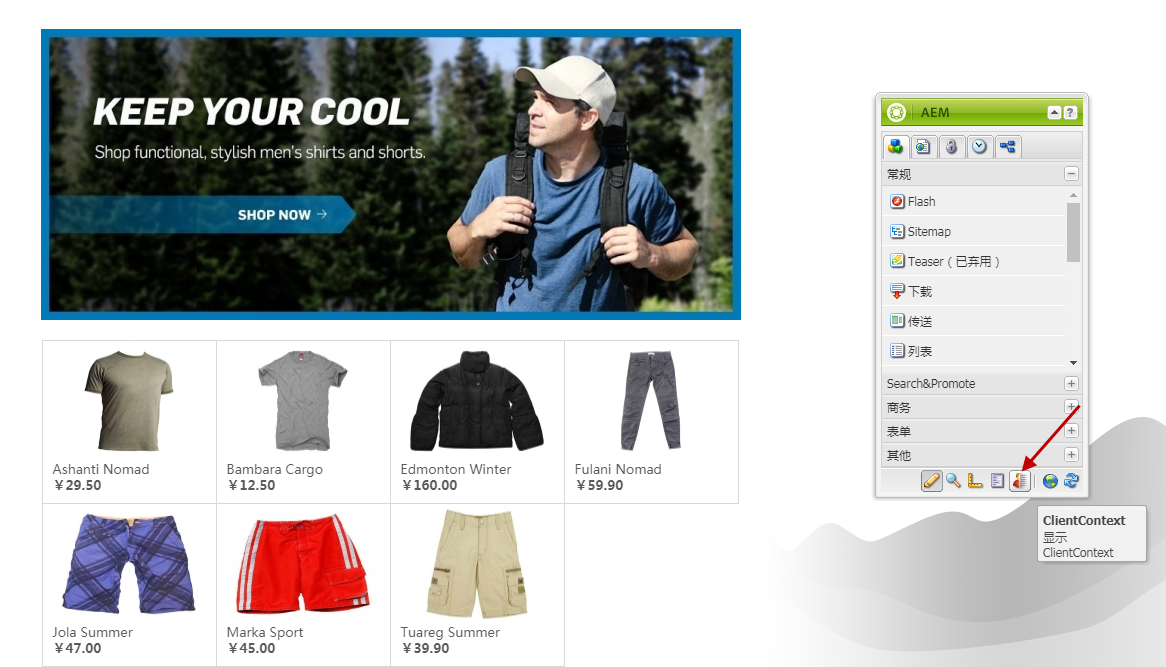 KEEP YOUR COOL
Shop functional, stylish men's shirts and shorts.
SHOP NOW →
Ashanti Nomad
￥29.50
Bambara Cargo
￥12.50
Edmonton Winter
￥160.00
Fulani Nomad
￥59.90
Jola Summer
￥47.00
Marka Sport
￥45.00
Tuareg Summer
￥39.90
AEM
?
常规
Flash
Sitemap
Teaser（已弃用）
下载
传送
列表
Search&Promote
商务
表单
其他
ClientContext
显示
ClientContext